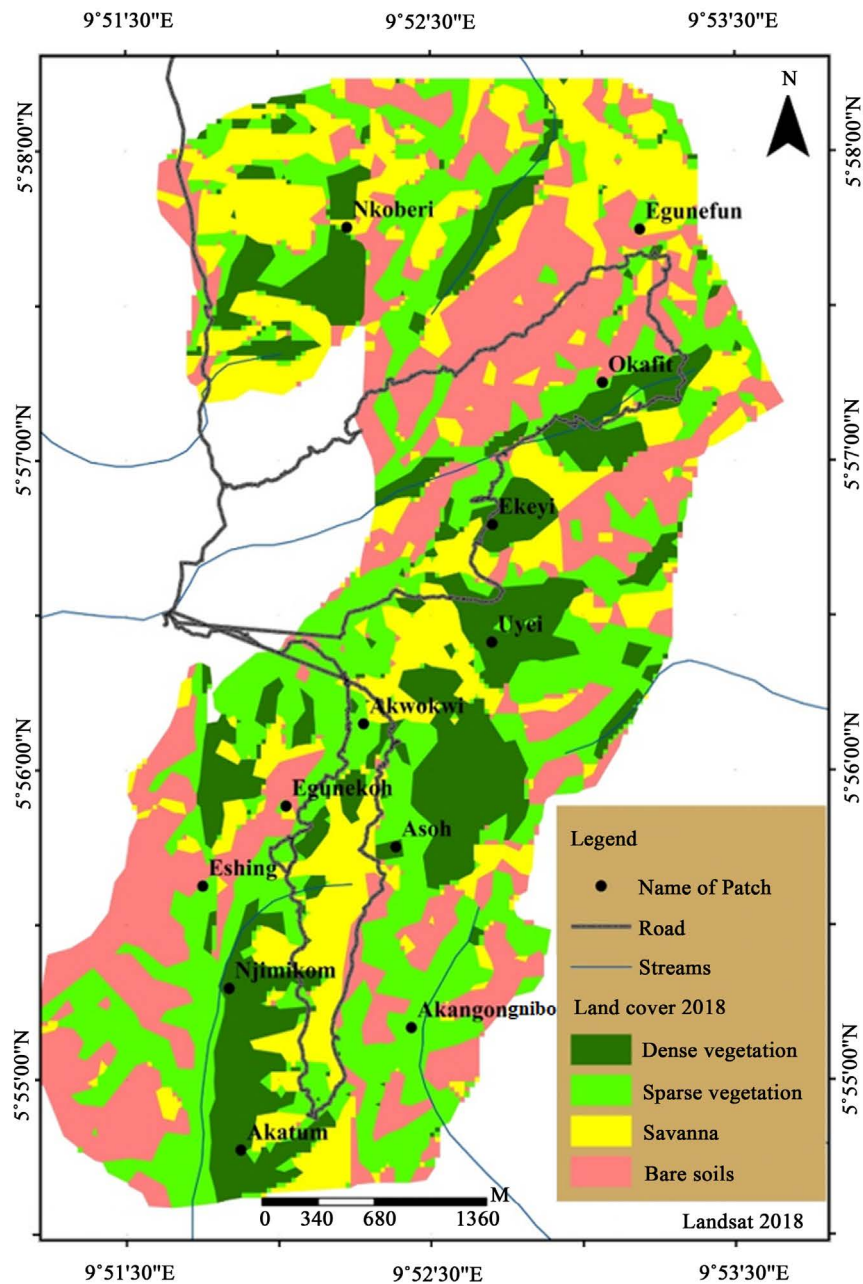 9°51'30"E 9°52'30"E 9°53'30"E
N
5°58'00"N 5°58'00"N
Nkoberi
Egunefun
Okafit
5°57'00"N 5°57'00"N
Ekeyi
Uyei
Akwokwi
5°56'00"N 5°56'00"N
Egunekoh
Asoh
Eshing
Njimikom
Akangongnibo
5°55'00"N 5°55'00"N
Akatum
Legend
Name of Patch
Road
Streams
Land cover 2018
Dense vegetation
Sparse vegetation
Savanna
Bare soils
M
0 340 680 1360
Landsat 2018
9°51'30"E 9°52'30"E 9°53'30"E